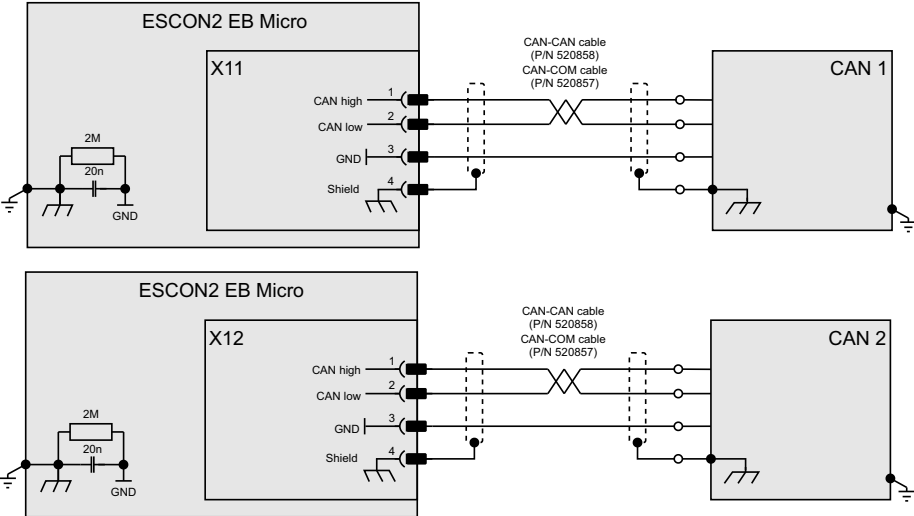 ESCON2 EB Micro
X11
CAN high
1
CAN low
2
GND
3
Shield
4
2M
20n
GND
CAN-CAN cable
(P/N 520858)
CAN-COM cable
(P/N 520857)
CAN 1
ESCON2 EB Micro
X12
CAN high
1
CAN low
2
GND
3
Shield
4
2M
20n
GND
CAN-CAN cable
(P/N 520858)
CAN-COM cable
(P/N 520857)
CAN 2